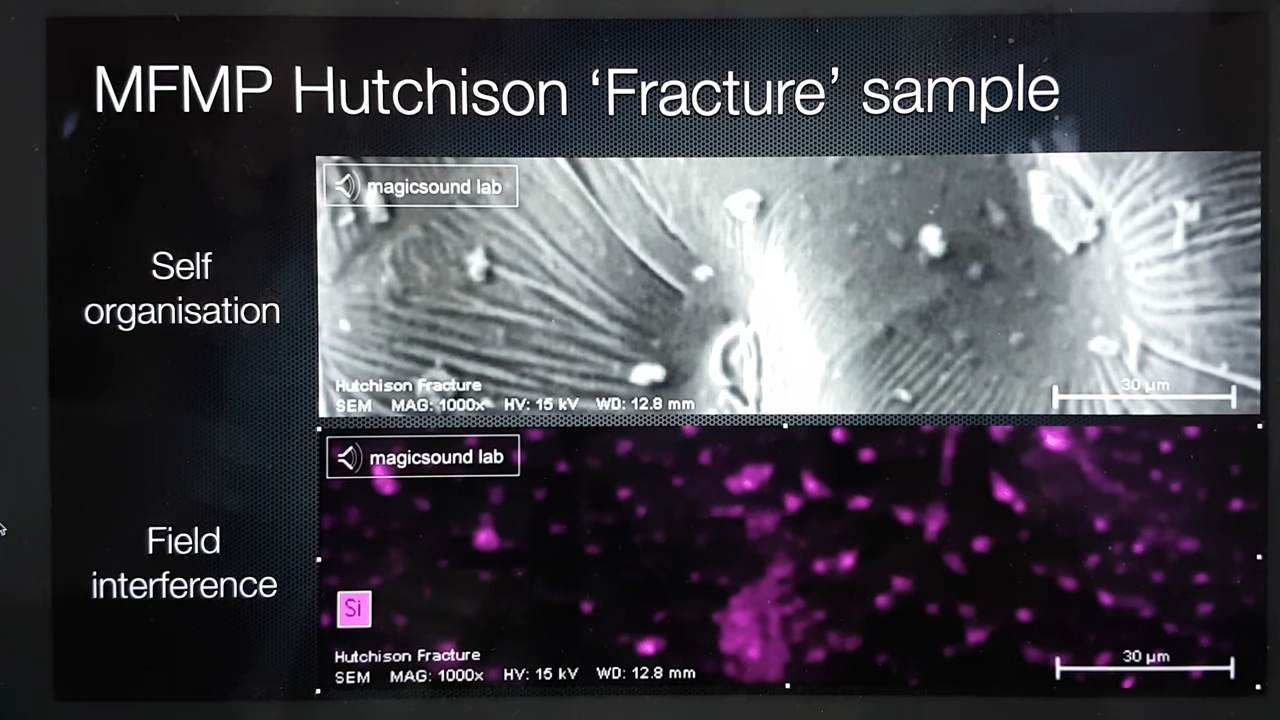 MFMP Hutchison ‘Fracture’ sample
magicsound lab
Self
organisation
Hutchison Fracture
SEM MAG: 1000x HV: 15 kV WD: 12.8 mm
30 µm
magicsound lab
Field
interference
Si
Hutchison Fracture
SEM MAG: 1000x HV: 15 kV WD: 12.8 mm
30 µm